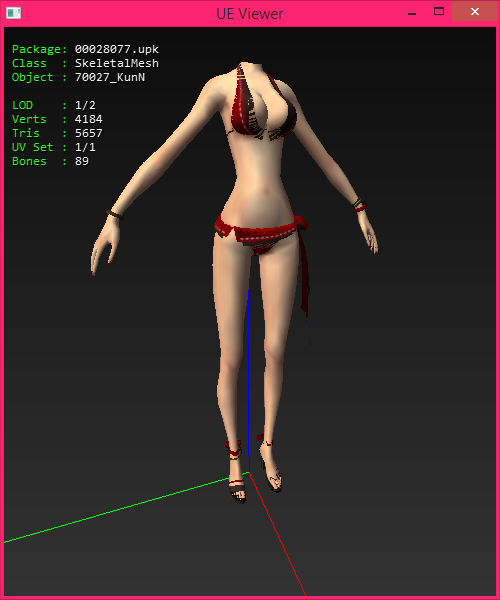 UE Viewer
Package: 00028077.upk
Class  : SkeletalMesh
Object : 70027_KunN
LOD    : 1/2
Verts  : 4184
Tris   : 5657
UV Set : 1/1
Bones  : 89